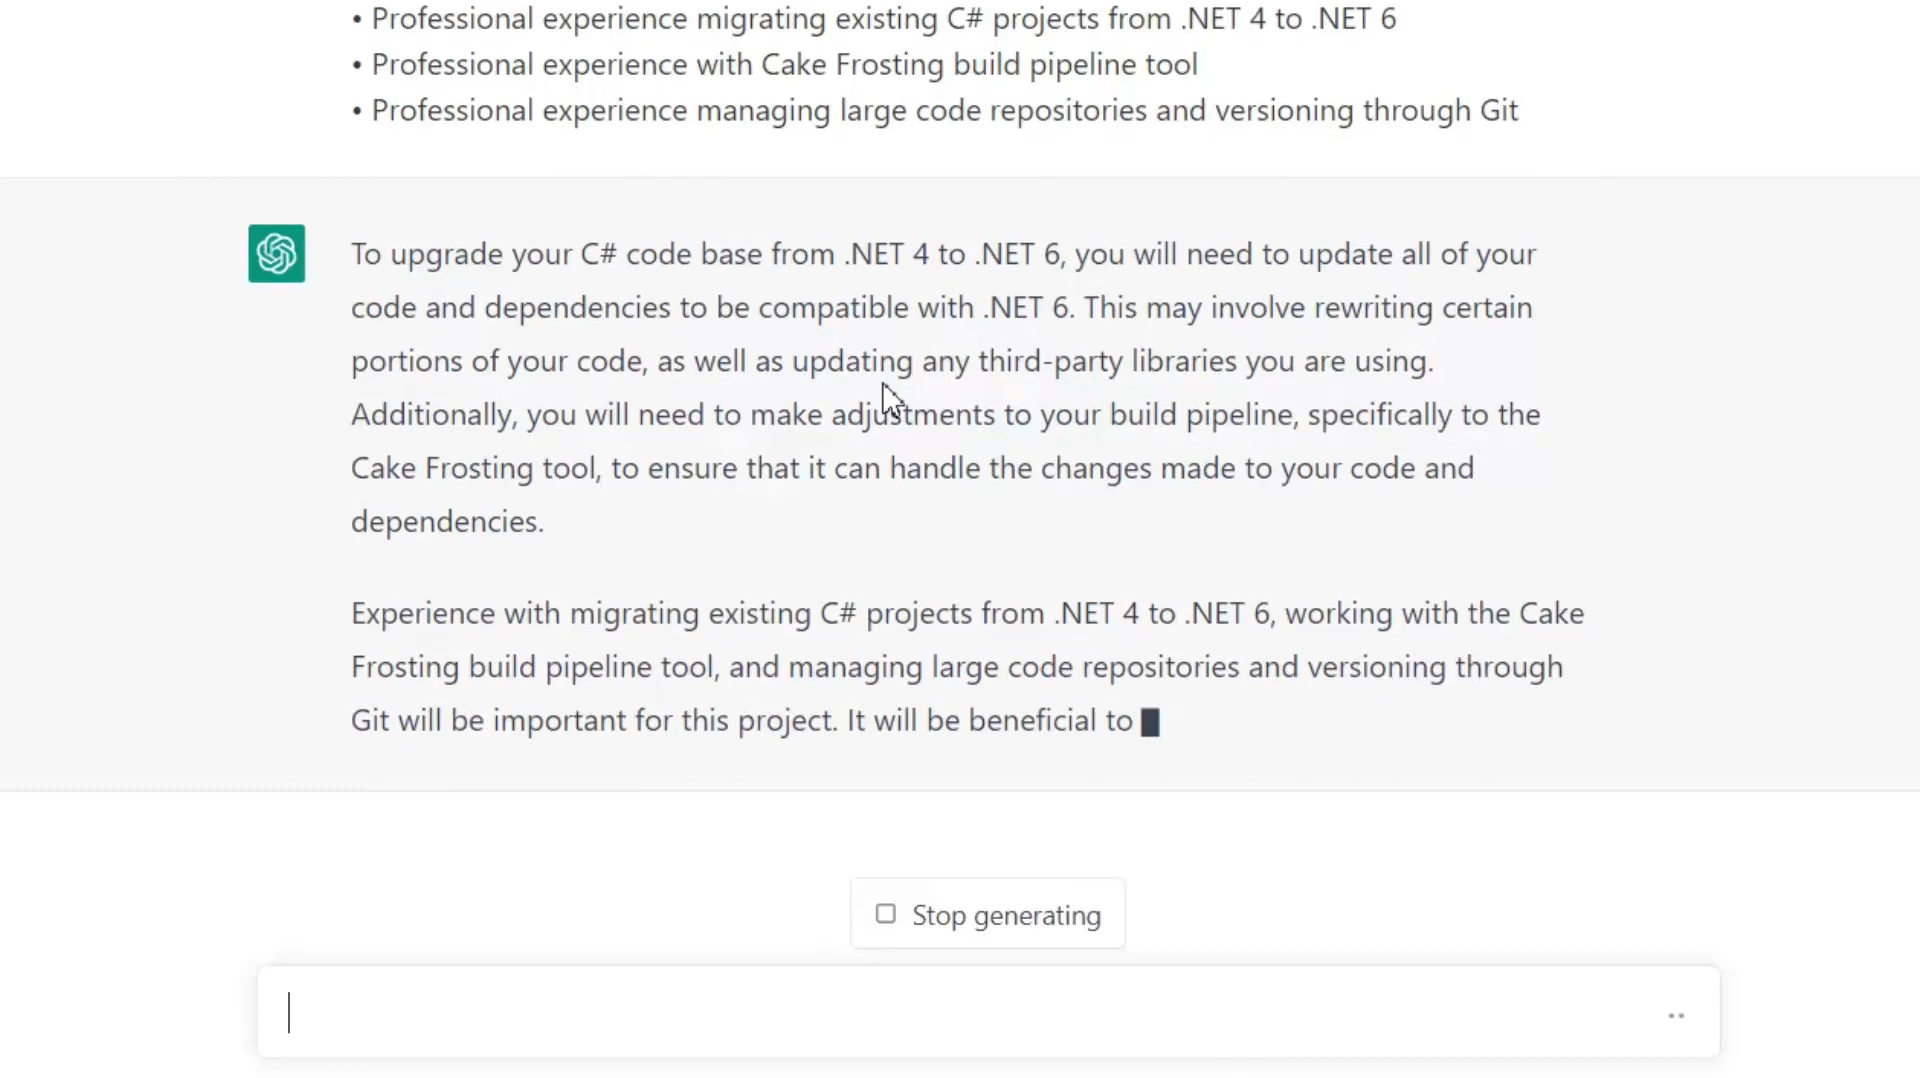 • Professional experience migrating existing C# projects from .NET 4 to .NET 6
• Professional experience with Cake Frosting build pipeline tool
• Professional experience managing large code repositories and versioning through Git
To upgrade your C# code base from .NET 4 to .NET 6, you will need to update all of your
code and dependencies to be compatible with .NET 6. This may involve rewriting certain
portions of your code, as well as updating any third-party libraries you are using.
Additionally, you will need to make adjustments to your build pipeline, specifically to the
Cake Frosting tool, to ensure that it can handle the changes made to your code and
dependencies.
Experience with migrating existing C# projects from .NET 4 to .NET 6, working with the Cake
Frosting build pipeline tool, and managing large code repositories and versioning through
Git will be important for this project. It will be beneficial to
Stop generating